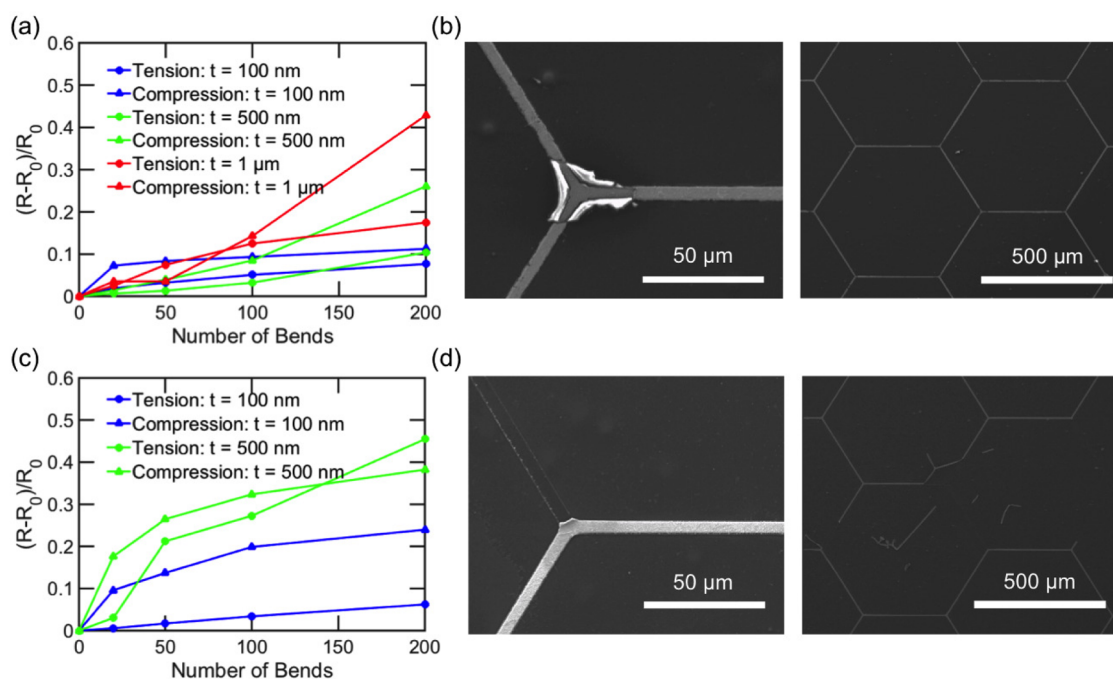 (a)
0.6
0.5
0.4
0.3
0.2
0.1
0
(R-R0)/R0
Tension: t = 100 nm
Compression: t = 100 nm
Tension: t = 500 nm
Compression: t = 500 nm
Tension: t = 1 µm
Compression: t = 1 µm
0 50 100 150 200
Number of Bends
(b)
50 µm
500 µm
(c)
0.6
0.5
0.4
0.3
0.2
0.1
0
(R-R0)/R0
Tension: t = 100 nm
Compression: t = 100 nm
Tension: t = 500 nm
Compression: t = 500 nm
0 50 100 150 200
Number of Bends
(d)
50 µm
500 µm